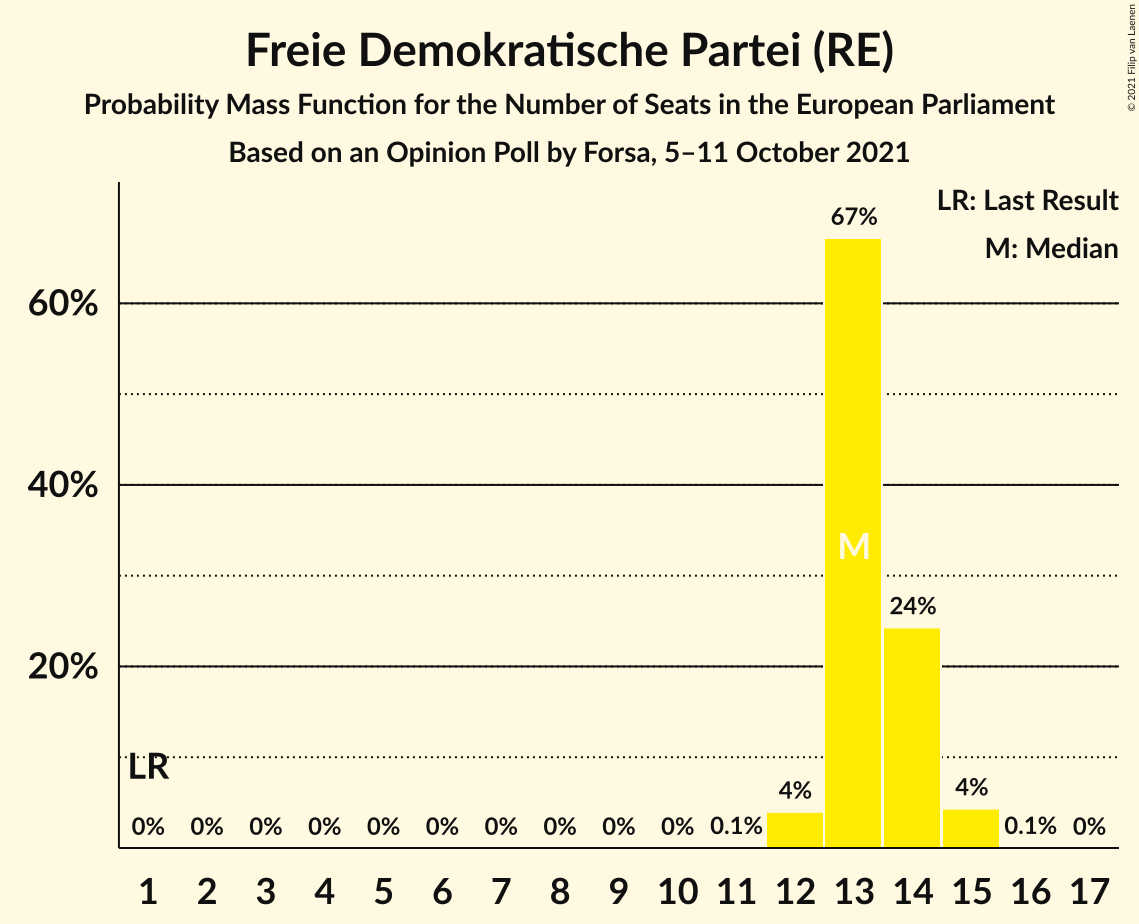 Freie Demokratische Partei (RE)
Probability Mass Function for the Number of Seats in the European Parliament
Based on an Opinion Poll by Forsa, 5–11 October 2021
© 2021 Filip van Laenen
LR: Last Result
M: Median
60%
40%
20%
67%
M
24%
LR
0% 0% 0% 0% 0% 0% 0% 0% 0% 0% 0.1% 4% 4% 0.1% 0%
1 2 3 4 5 6 7 8 9 10 11 12 13 14 15 16 17